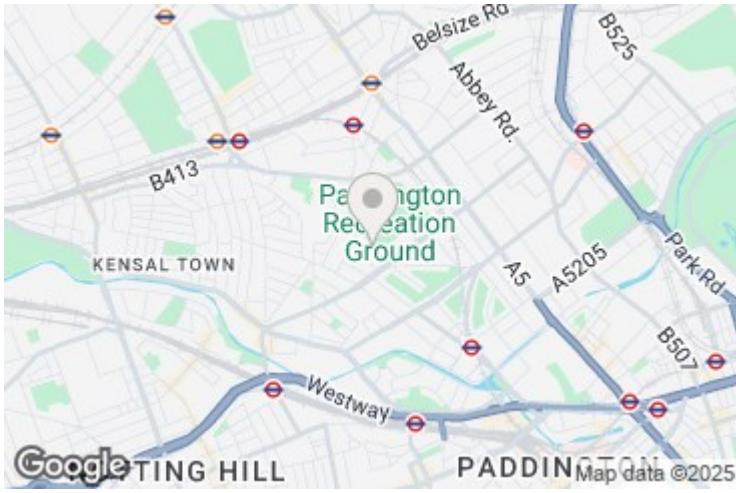 Belsize Rd
B525
Abbey Rd.
B413
Recreation
Ground
KENSAL TOWN
A5
A5205
Park Rd
B507
Westway
Google
TING HILL
PADDINGTON
Map data ©2025